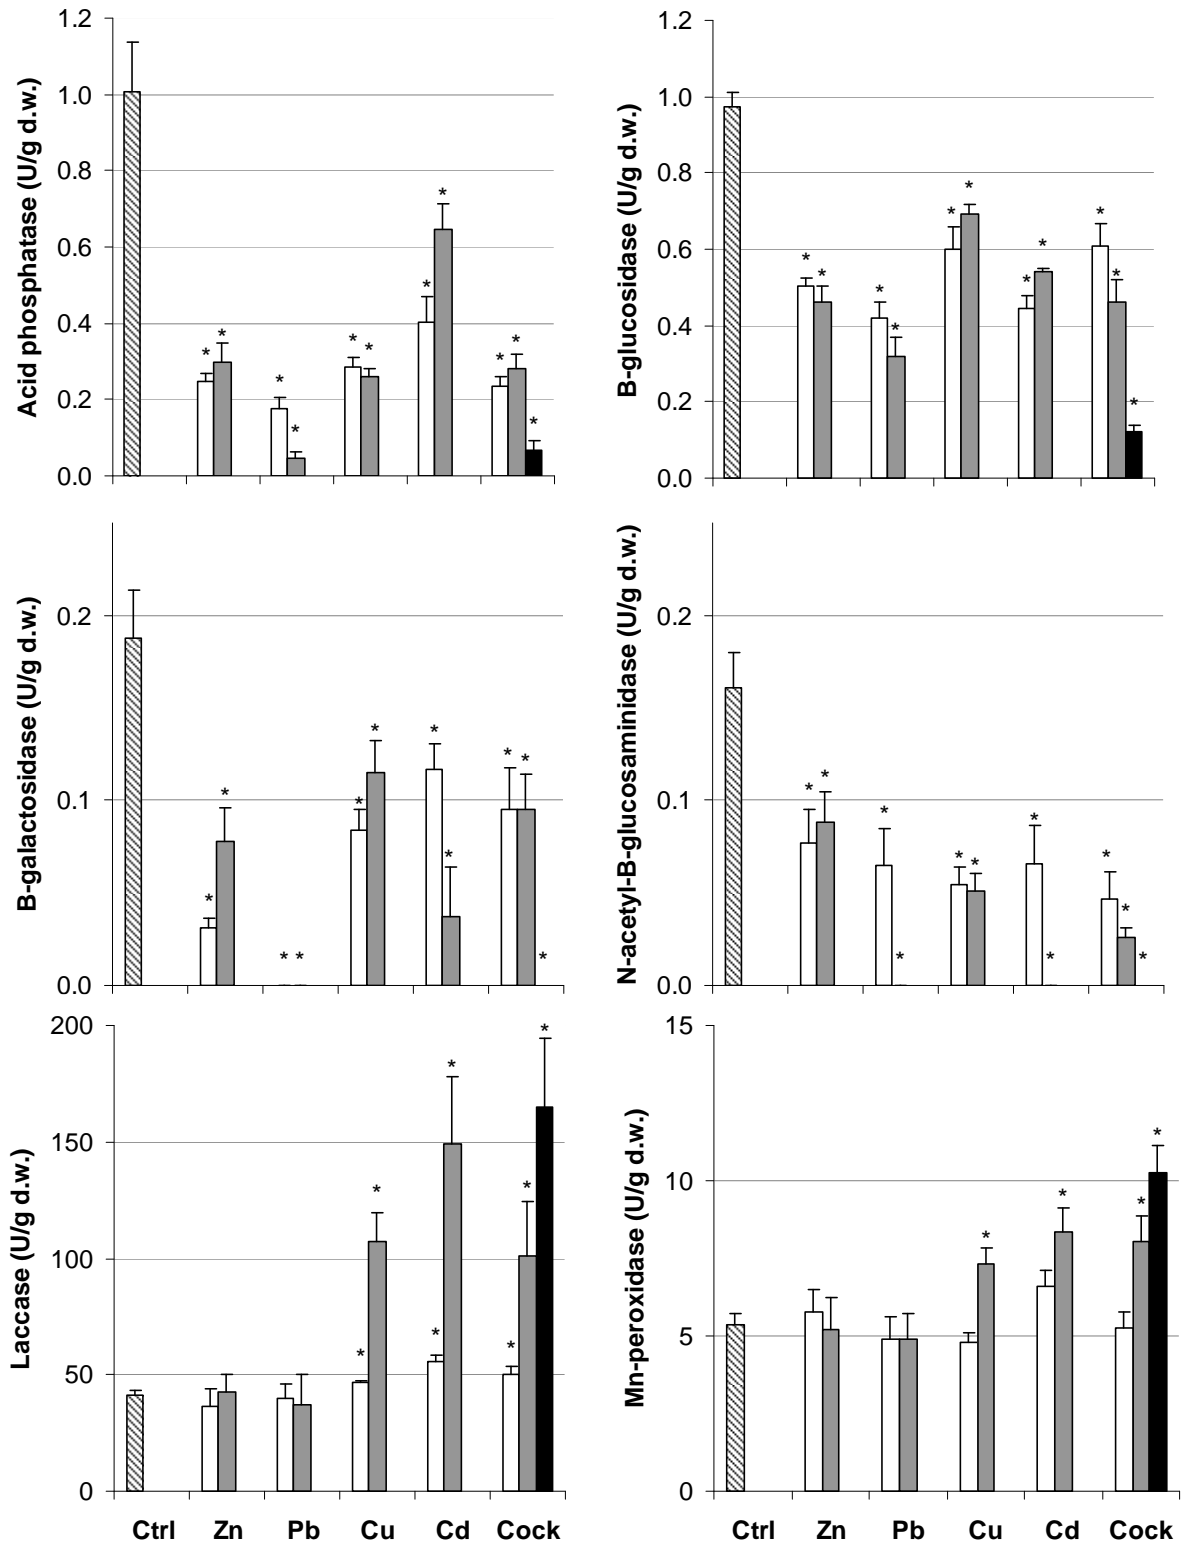 Acid phosphatase (U/g d.w.)
1.2
1.0
0.8
0.6
0.4
0.2
0.0
* * * * * * * * * * *
B-glucosidase (U/g d.w.)
1.2
1.0
0.8
0.6
0.4
0.2
0.0
* * * * * * * * * * *
B-galactosidase (U/g d.w.)
0.2
0.1
0.0
* * * * * * * * * * *
N-acetyl-B-glucosaminidase (U/g d.w.)
0.2
0.1
0.0
* * * * * * * * * * *
Laccase (U/g d.w.)
200
150
100
50
0
* * * * * * *
Ctrl Zn Pb Cu Cd Cock
Mn-peroxidase (U/g d.w.)
15
10
5
0
* * * *
Ctrl Zn Pb Cu Cd Cock